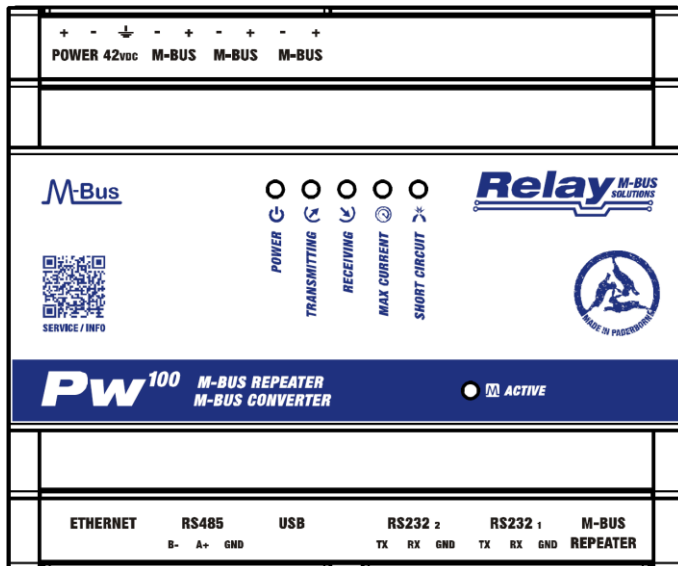 + - - + - + - +
POWER 42VDC M-BUS M-BUS M-BUS
M-Bus
Relay M-BUS SOLUTIONS
POWER
TRANSMITTING
RECEIVING
MAX CURRENT
SHORT CIRCUIT
SERVICE / INFO
MADE IN PADERBORN
PW100 M-BUS REPEATER
M-BUS CONVERTER
M ACTIVE
ETHERNET RS485 USB RS232 2 RS232 1 M-BUS
B- A+ GND TX RX GND TX RX GND REPEATER